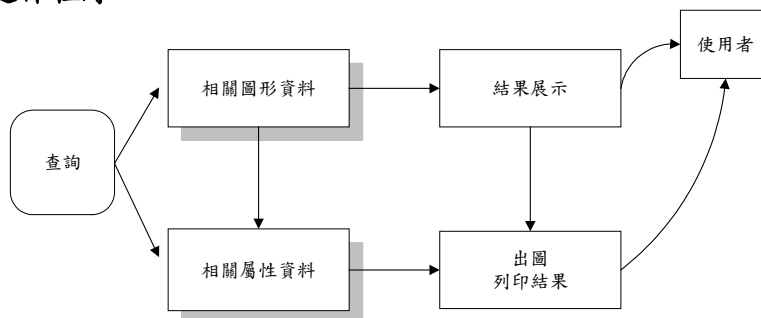 使用者
相關圖形資料
結果展示
查詢
相關屬性資料
出圖
列印結果